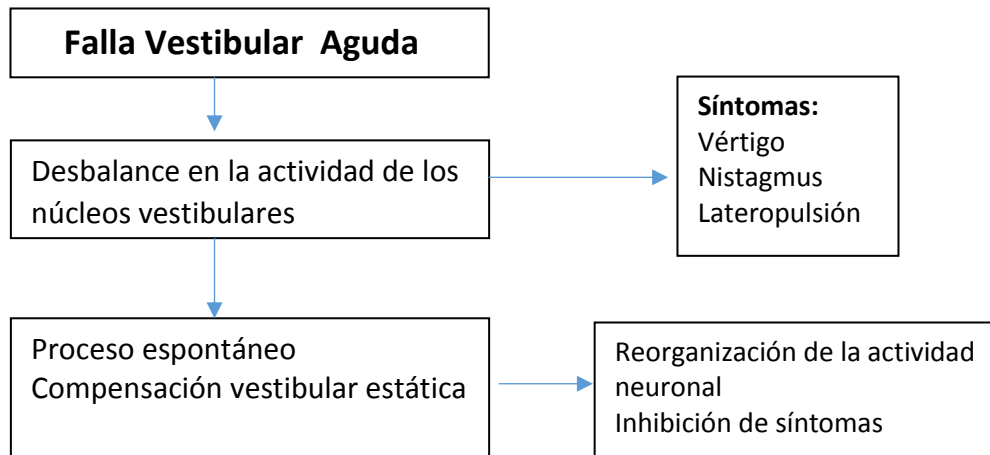 Falla Vestibular Aguda
Síntomas:
Vértigo
Nistagmus
Lateropulsión
Desbalance en la actividad de los
núcleos vestibulares
Proceso espontáneo
Compensación vestibular estática
Reorganización de la actividad
neuronal
Inhibición de síntomas